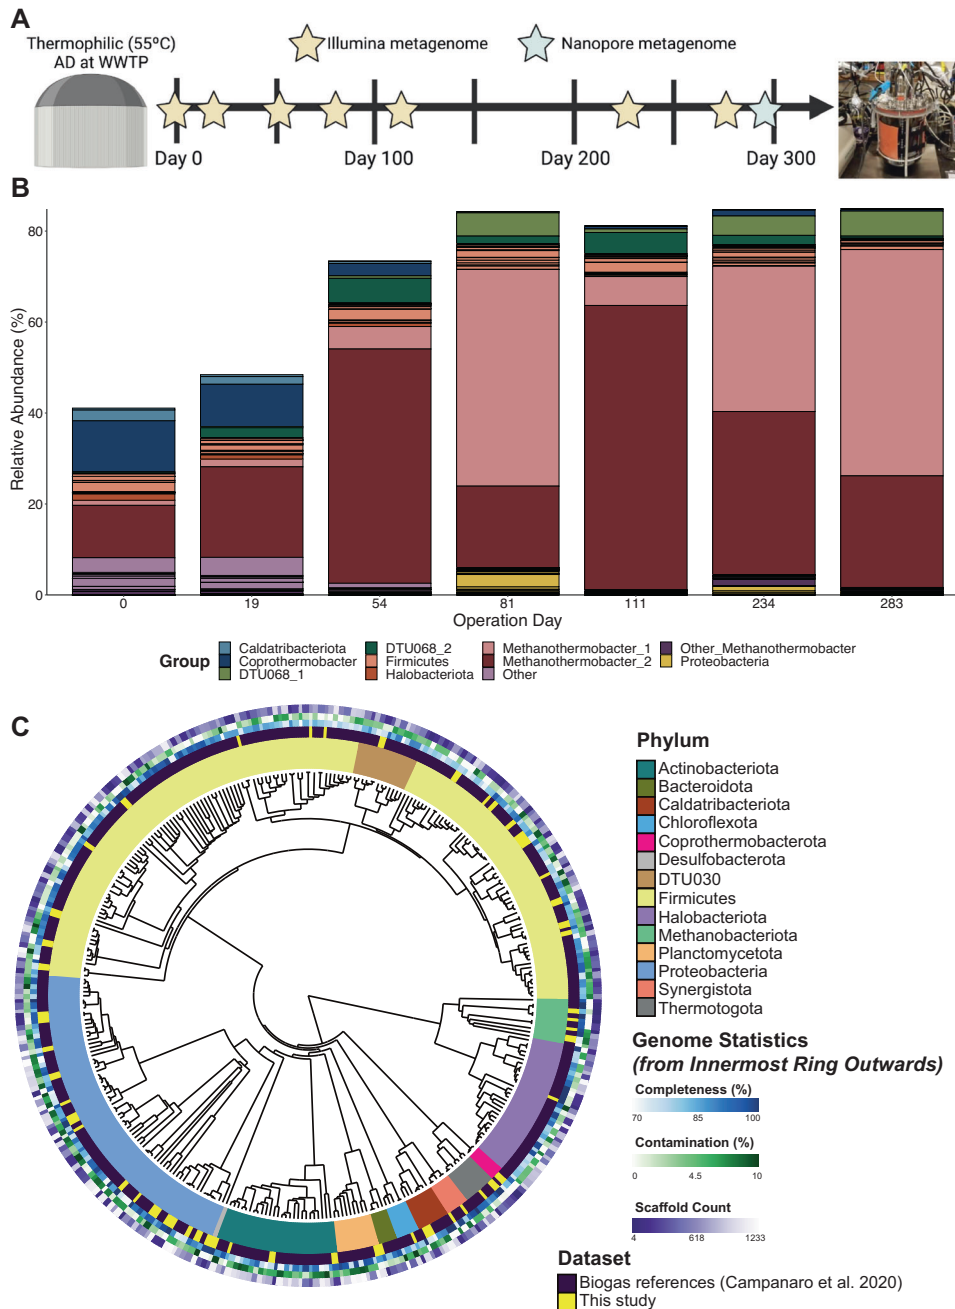 A
Thermophilic (55ºC)
AD at WWTP
Illumina metagenome
Nanopore metagenome
Day 0
Day 100
Day 200
Day 300
B
Relative Abundance (%)
80
60
40
20
0
0
19
54
81
111
234
283
Operation Day
Group
Caldatribacteriota
Coprothermobacter
DTU068_1
DTU068_2
Firmicutes
Halobacteriota
Methanothermobacter_1
Methanothermobacter_2
Other
Other_Methanothermobacter
Proteobacteria
C
Phylum
Actinobacteriota
Bacteroidota
Caldatribacteriota
Chloroflexota
Coprothermobacterota
Desulfobacterota
DTU030
Firmicutes
Halobacteriota
Methanobacteriota
Planctomycetota
Proteobacteria
Synergistota
Thermotogota
Genome Statistics
(from Innermost Ring Outwards)
Completeness (%)
70 85 100
Contamination (%)
0 4.5 10
Scaffold Count
4 618 1233
Dataset
Biogas references (Campanaro et al. 2020)
This study